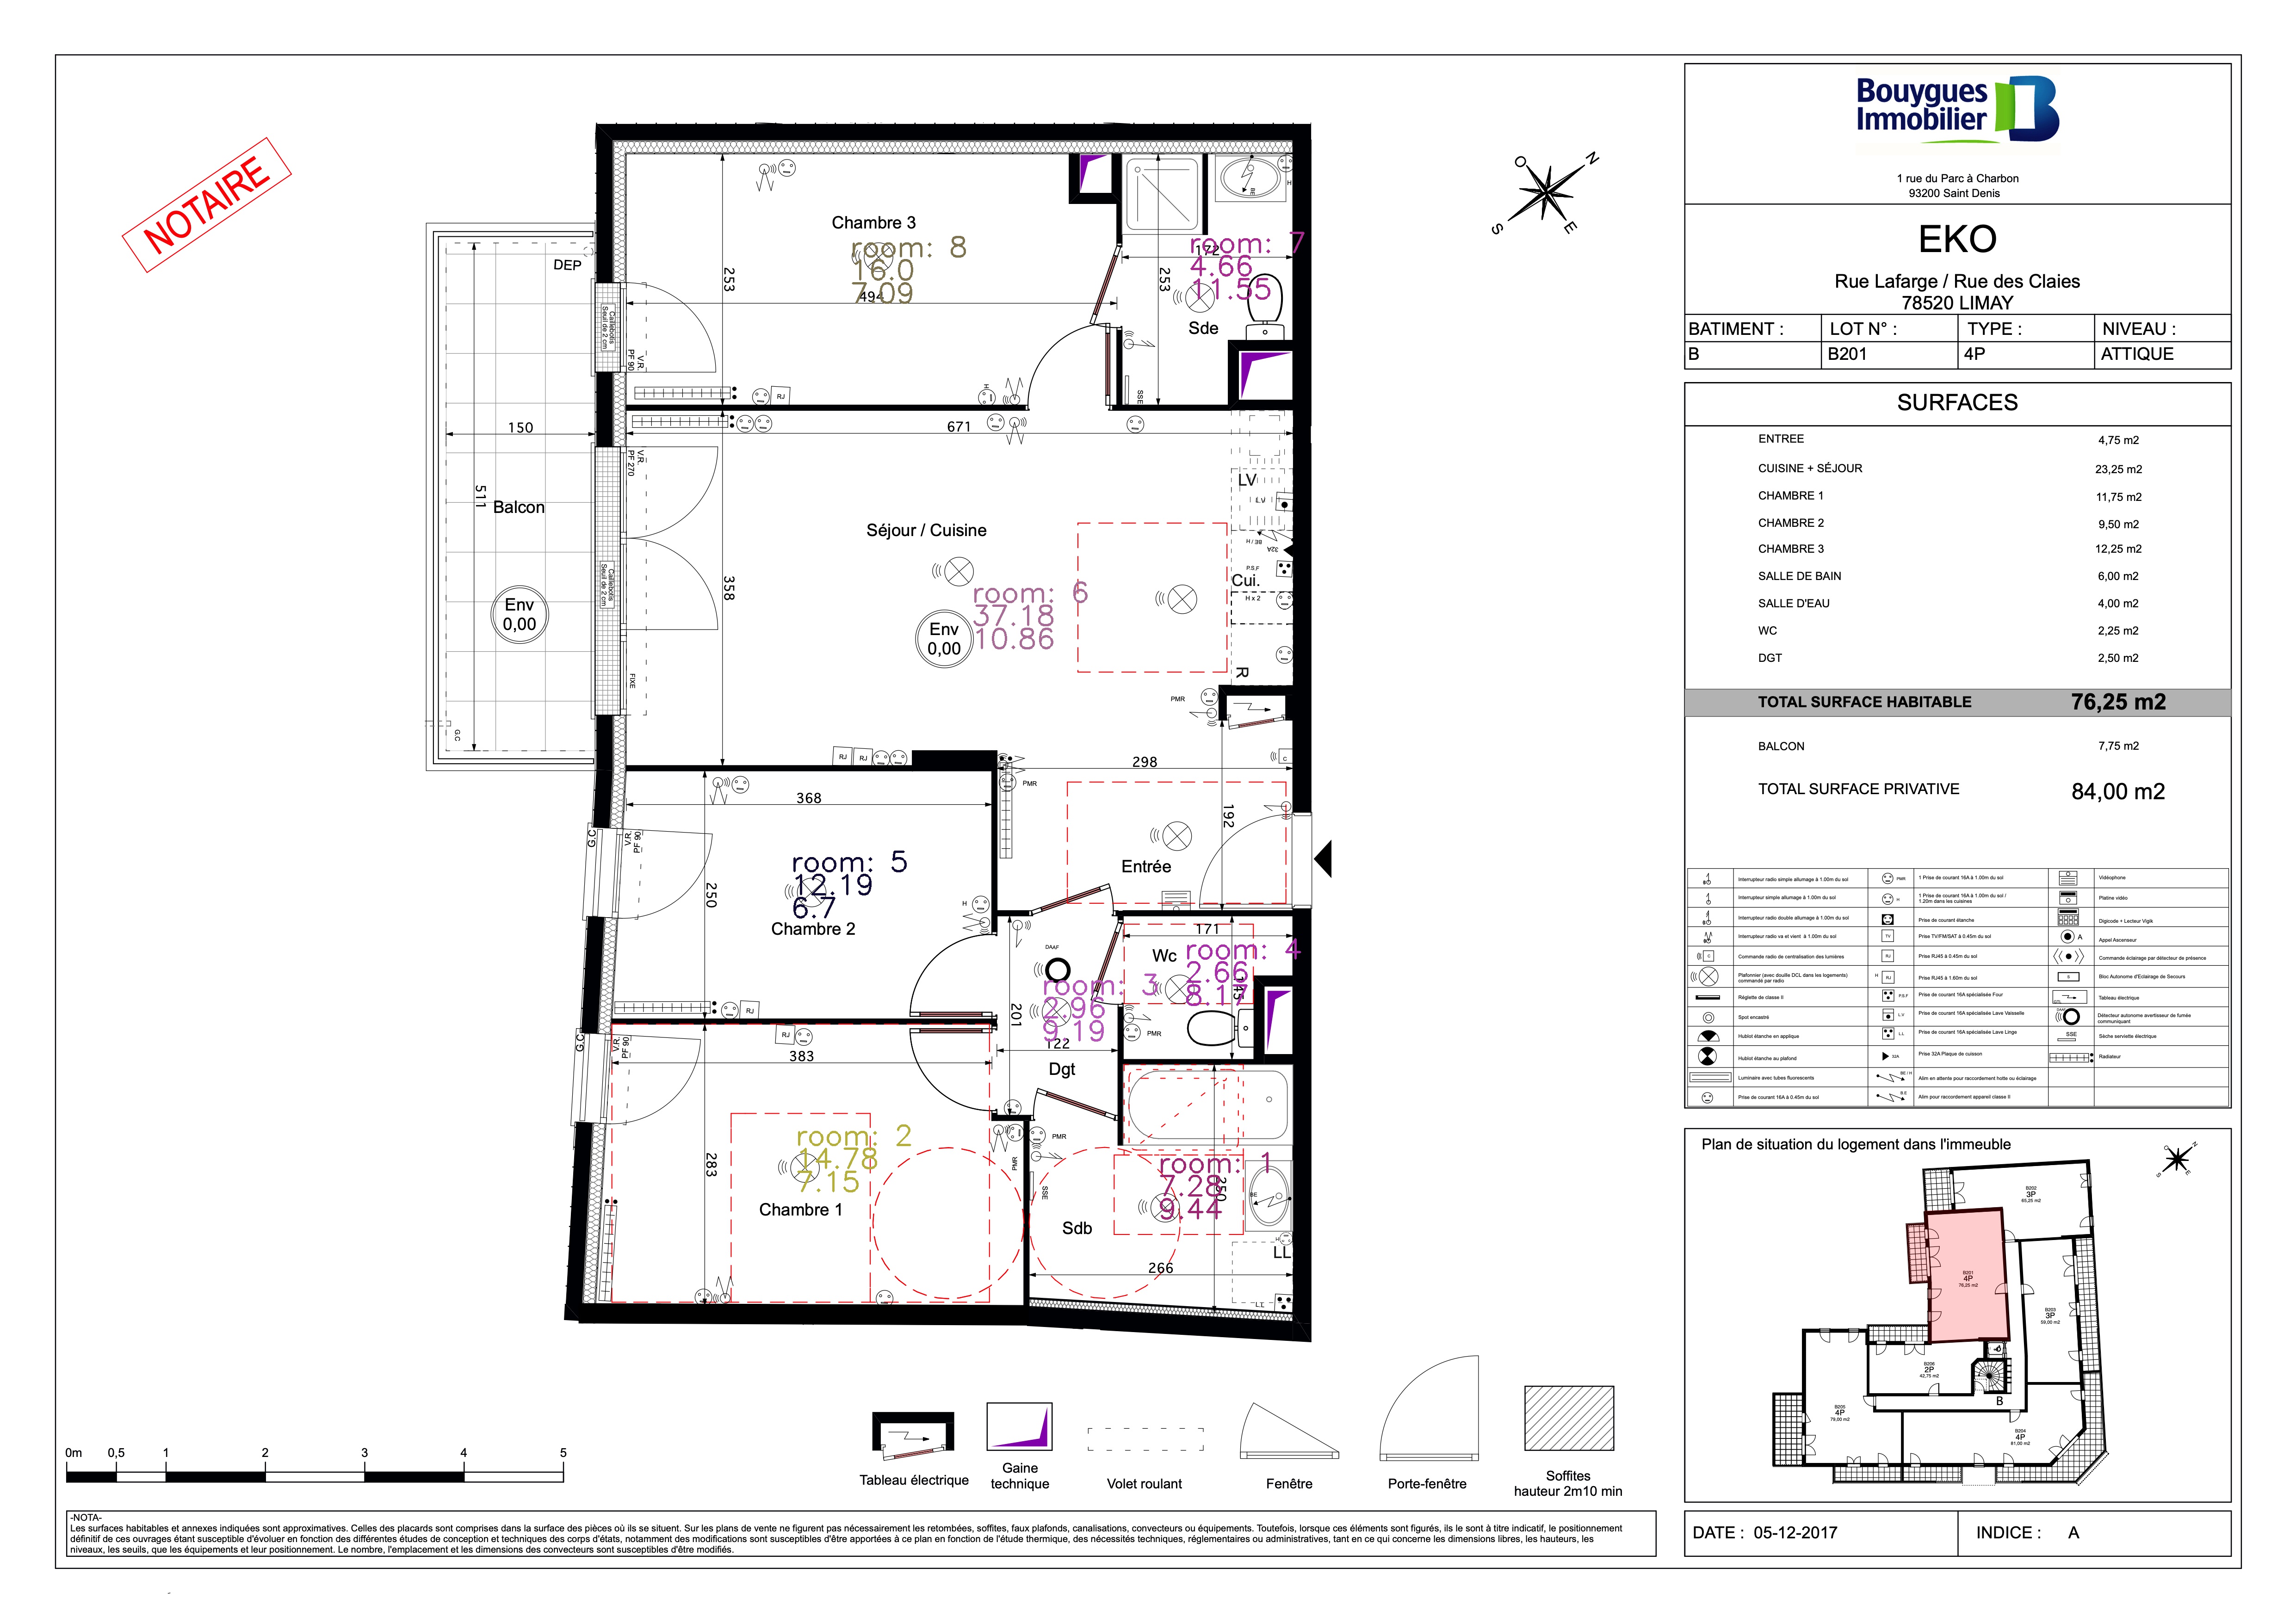 NOTAIRE
Bouygues
Immobilier
1 rue du Parc à Charbon
93200 Saint Denis
EKO
Rue Lafarge / Rue des Claies
78520 LIMAY
BATIMENT :
LOT N° :
TYPE :
NIVEAU :
B
B201
4P
ATTIQUE
SURFACES
ENTREE 4,75 m2
CUISINE + SÉJOUR 23,25 m2
CHAMBRE 1 11,75 m2
CHAMBRE 2 9,50 m2
CHAMBRE 3 12,25 m2
SALLE DE BAIN 6,00 m2
SALLE D'EAU 4,00 m2
WC 2,25 m2
DGT 2,50 m2
TOTAL SURFACE HABITABLE 76,25 m2
BALCON 7,75 m2
TOTAL SURFACE PRIVATIVE 84,00 m2
Interrupteur radio simple allumage à 1.00m du sol
PMR
1 Prise de courant 16A à 1.00m du sol
Vidéophone
Interrupteur simple allumage à 1.00m du sol
H
1 Prise de courant 16A à 1.00m du sol /
1.20m dans les cuisines
Platine vidéo
Interrupteur radio double allumage à 1.00m du sol
Prise de courant étanche
Digicode + Lecteur Vigik
Interrupteur radio va et vient à 1.00m du sol
TV
Prise TV/FM/SAT à 0.45m du sol
A
Appel Ascenseur
C
Commande radio de centralisation des lumières
RJ
Prise RJ45 à 0.45m du sol
Commande éclairage par détecteur de présence
Plafonnier (avec douille DCL dans les logements)
commandé par radio
H
RJ
Prise RJ45 à 1.60m du sol
Bloc Autonome d'Eclairage de Secours
Réglette de classe II
P.S.F
Prise de courant 16A spécialisée Four
Tableau électrique
Spot encastré
L.V
Prise de courant 16A spécialisée Lave Vaisselle
DAAF
Détecteur autonome avertisseur de fumée
communiquant
Hublot étanche en applique
L.L
Prise de courant 16A spécialisée Lave Linge
SSE
Sèche serviette électrique
Hublot étanche au plafond
32A
Prise 32A Plaque de cuisson
Radiateur
Luminaire avec tubes fluorescents
BE / H
Alim en attente pour raccordement hotte ou éclairage
Prise de courant 16A à 0.45m du sol
B.E
Alim pour raccordement appareil classe II
Plan de situation du logement dans l'immeuble
N
S
E
B202
3P
65,25 m2
B201
4P
76,25 m2
B203
3P
59,00 m2
B206
2P
42,75 m2
B
B205
4P
79,00 m2
B204
4P
81,00 m2
DATE : 05-12-2017
INDICE : A
O
N
S
E
Chambre 3
room: 8
16.0
7.09
494
253
DEP
Caillebotis
Seuil de 2 cm
V.R.
PF 90
RJ
H
room: 7
4.66
11.55
172
253
Sde
BE
H
SSE
150
511
Balcon
Env
0,00
G.C
671
V.R.
PF 270
Caillebotis
Seuil de 2 cm
FIXE
358
Séjour / Cuisine
room: 6
37.18
10.86
Env
0,00
LV
L.V
BE / H
32A
P.S.F
Cui.
H x 2
R
PMR
RJ
RJ
298
PMR
C
192
Entrée
368
G.C
V.R.
PF 90
room: 5
12.19
6.7
Chambre 2
250
H
RJ
DAAF
room: 3
2.96
9.19
201
122
Dgt
171
Wc
room: 4
2.66
8.17
PMR
G.C
V.R.
PF 90
RJ
383
room: 2
14.78
7.15
283
Chambre 1
PMR
PMR
SSE
room: 1
7.28
9.44
250
BE
Sdb
H
LL
266
L.L
Tableau électrique
Gaine
technique
Volet roulant
Fenêtre
Porte-fenêtre
Soffites
hauteur 2m10 min
0m 0,5 1 2 3 4 5
-NOTA-
Les surfaces habitables et annexes indiquées sont approximatives. Celles des placards sont comprises dans la surface des pièces où ils se situent. Sur les plans de vente ne figurent pas nécessairement les retombées, soffites, faux plafonds, canalisations, convecteurs ou équipements. Toutefois, lorsque ces éléments sont figurés, ils le sont à titre indicatif, le positionnement
définitif de ces ouvrages étant susceptible d'évoluer en fonction des différentes études de conception et techniques des corps d'états, notamment des modifications sont susceptibles d'être apportées à ce plan en fonction de l'étude thermique, des nécessités techniques, réglementaires ou administratives, tant en ce qui concerne les dimensions libres, les hauteurs, les
niveaux, les seuils, que les équipements et leur positionnement. Le nombre, l'emplacement et les dimensions des convecteurs sont susceptibles d'être modifiés.